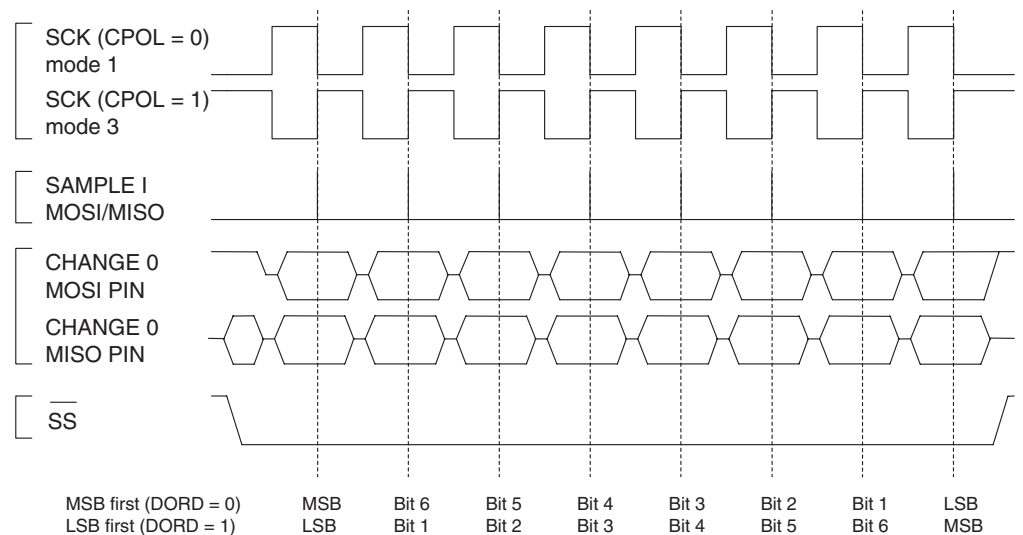 SCK (CPOL = 0)
mode 1
SCK (CPOL = 1)
mode 3
SAMPLE I
MOSI/MISO
CHANGE 0
MOSI PIN
CHANGE 0
MISO PIN
SS
MSB first (DORD = 0) MSB Bit 6 Bit 5 Bit 4 Bit 3 Bit 2 Bit 1 LSB
LSB first (DORD = 1) LSB Bit 1 Bit 2 Bit 3 Bit 4 Bit 5 Bit 6 MSB